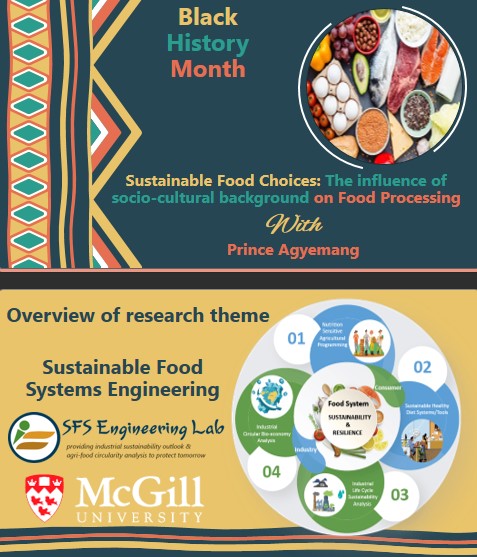 Black
History
Month
Sustainable Food Choices: The influence of
socio-cultural background on Food Processing
With
Prince Agyemang
Overview of research theme
Sustainable Food
Systems Engineering
SFS Engineering Lab
providing industrial sustainability outlook &
agri-food circularity analysis to protect tomorrow
McGill
UNIVERSITY
01
Nutrition
Sensitive
Agricultural
Programming
02
Sustainable Healthy
Diet Systems/Tools
Consumed
Food System
SUSTAINABILITY
&
RESILIENCE
Industry
Industrial
Circular Bio-economy
Analysis
04
Industrial
Life Cycle
Sustainability
Analysis
03